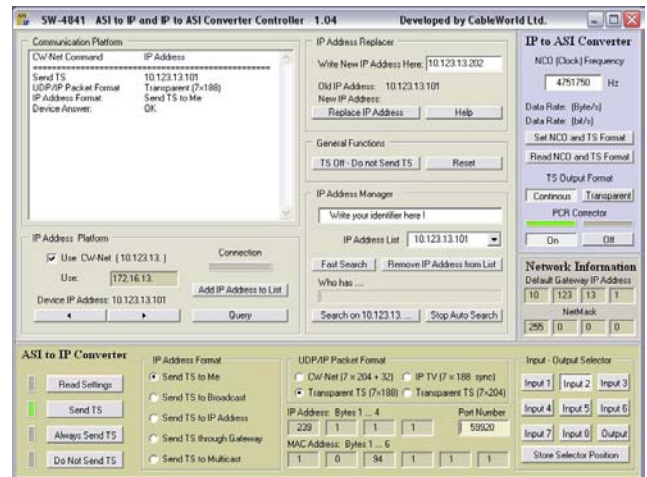 SW-4841 ASI to IP and IP to ASI Converter Controller 1.04 Developed by CableWorld Ltd.
Communication Platform
CW-Net Command IP Address
Send TS 10.123.13.101
UDP/IP Packet Format Transparent (7×188)
IP Address Format: Send TS to Me
Device Answer: OK
IP Address Platform
Use CW-Net ( 10.123.13. )
Connection
Use: 172.16.13.
Add IP Address to List
Device IP Address: 10.123.13.101
Query
IP Address Replacer
Write New IP Address Here: 10.123.13.202
Old IP Address: 10.123.13.101
New IP Address:
Replace IP Address Help
General Functions
TS Off - Do not Send TS Reset
IP Address Manager
Write your identifier here !
IP Address List 10.123.13.101
Fast Search Remove IP Address from List
Who has ....
Search on 10.123.13. ... Stop Auto Search
IP to ASI Converter
NCO (Clock) Frequency
4751750 Hz
Data Rate: (Byte/s)
Data Rate: (bit/s)
Set NCO and TS Format
Read NCO and TS Format
TS Output Format
Continous Transparent
PCR Corrector
On Off
Network Information
Default Gateway IP Address
10 123 13 1
NetMask
255 0 0 0
ASI to IP Converter
Read Settings
Send TS
Always Send TS
Do Not Send TS
IP Address Format
Send TS to Me
Send TS to Broadcast
Send TS to IP Address
Send TS through Gateway
Send TS to Multicast
UDP/IP Packet Format
CW-Net (7 × 204 + 32) IP TV (7 × 188 sync)
Transparent TS (7×188) Transparent TS (7×204)
IP Address: Bytes 1 ... 4 Port Number
239 1 1 1 59920
MAC Address: Bytes 1 ... 6
1 0 94 1 1 1
Input - Output Selector
Input 1 Input 2 Input 3
Input 4 Input 5 Input 6
Input 7 Input 8 Output
Store Selector Position